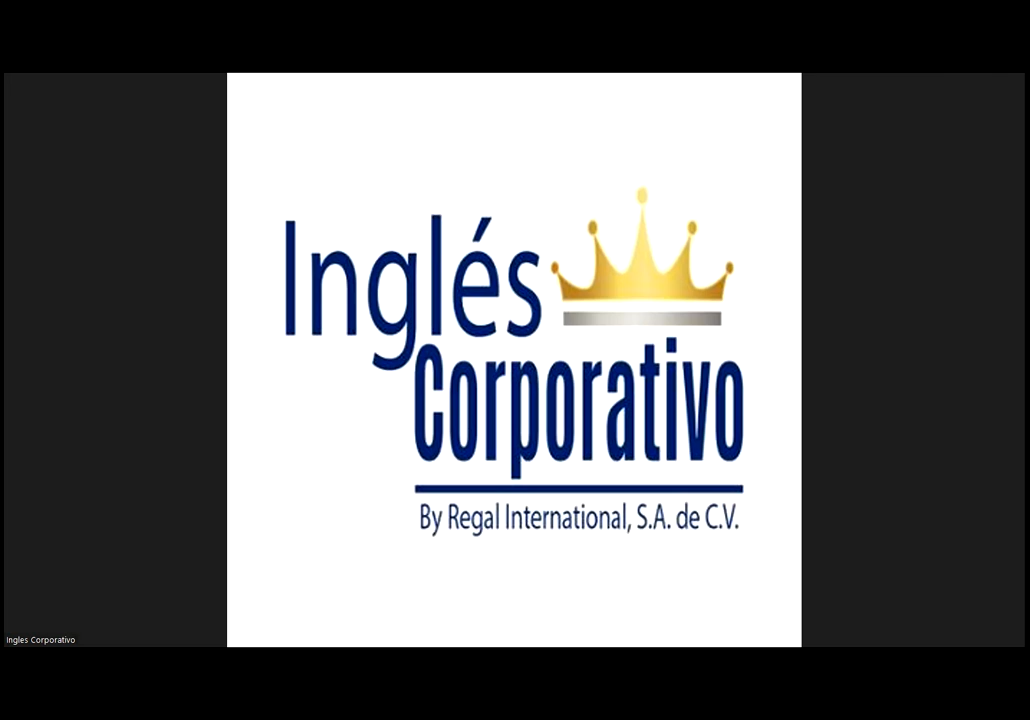 Inglés
Corporativo
By Regal International, S.A. de C.V.
Ingles Corporativo